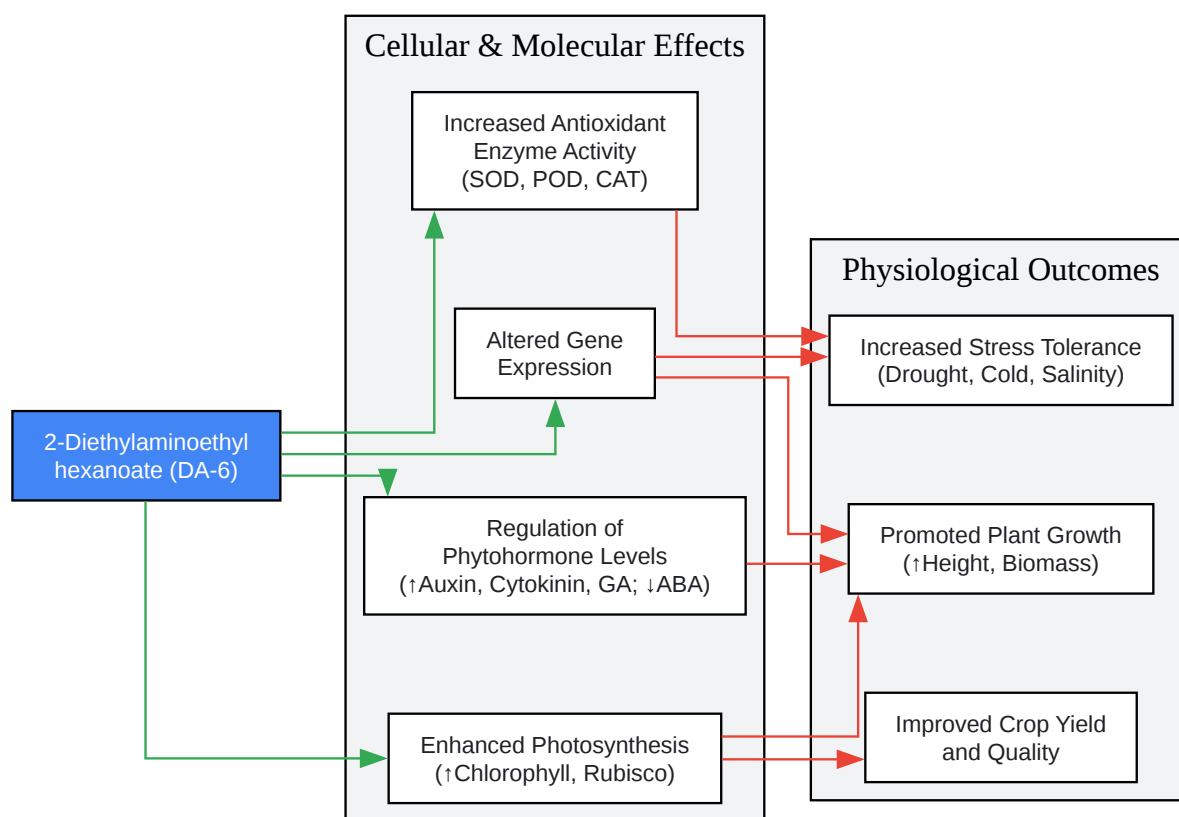 Cellular & Molecular Effects
Increased Antioxidant
Enzyme Activity
(SOD, POD, CAT)
Altered Gene
Expression
2-Diethylaminoethyl
hexanoate (DA-6)
Regulation of
Phytohormone Levels
(↑Auxin, Cytokinin, GA; ↓ABA)
Enhanced Photosynthesis
(↑Chlorophyll, Rubisco)
Physiological Outcomes
Increased Stress Tolerance
(Drought, Cold, Salinity)
Promoted Plant Growth
(↑Height, Biomass)
Improved Crop Yield
and Quality